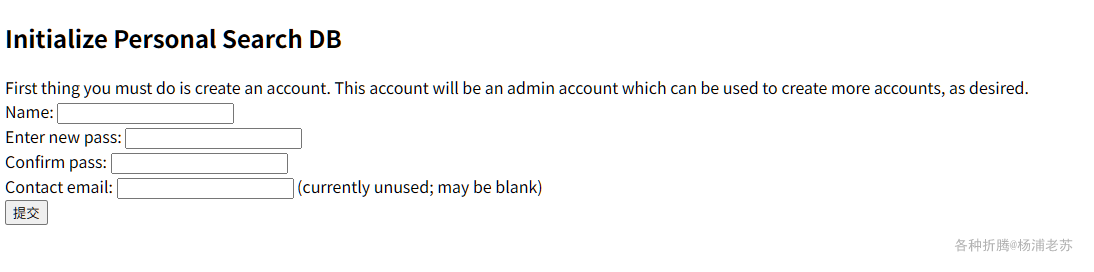 Initialize Personal Search DB
First thing you must do is create an account. This account will be an admin account which can be used to create more accounts, as desired.
Name:
Enter new pass:
Confirm pass:
Contact email: (currently unused; may be blank)
提交
各种折腾@杨浦老苏